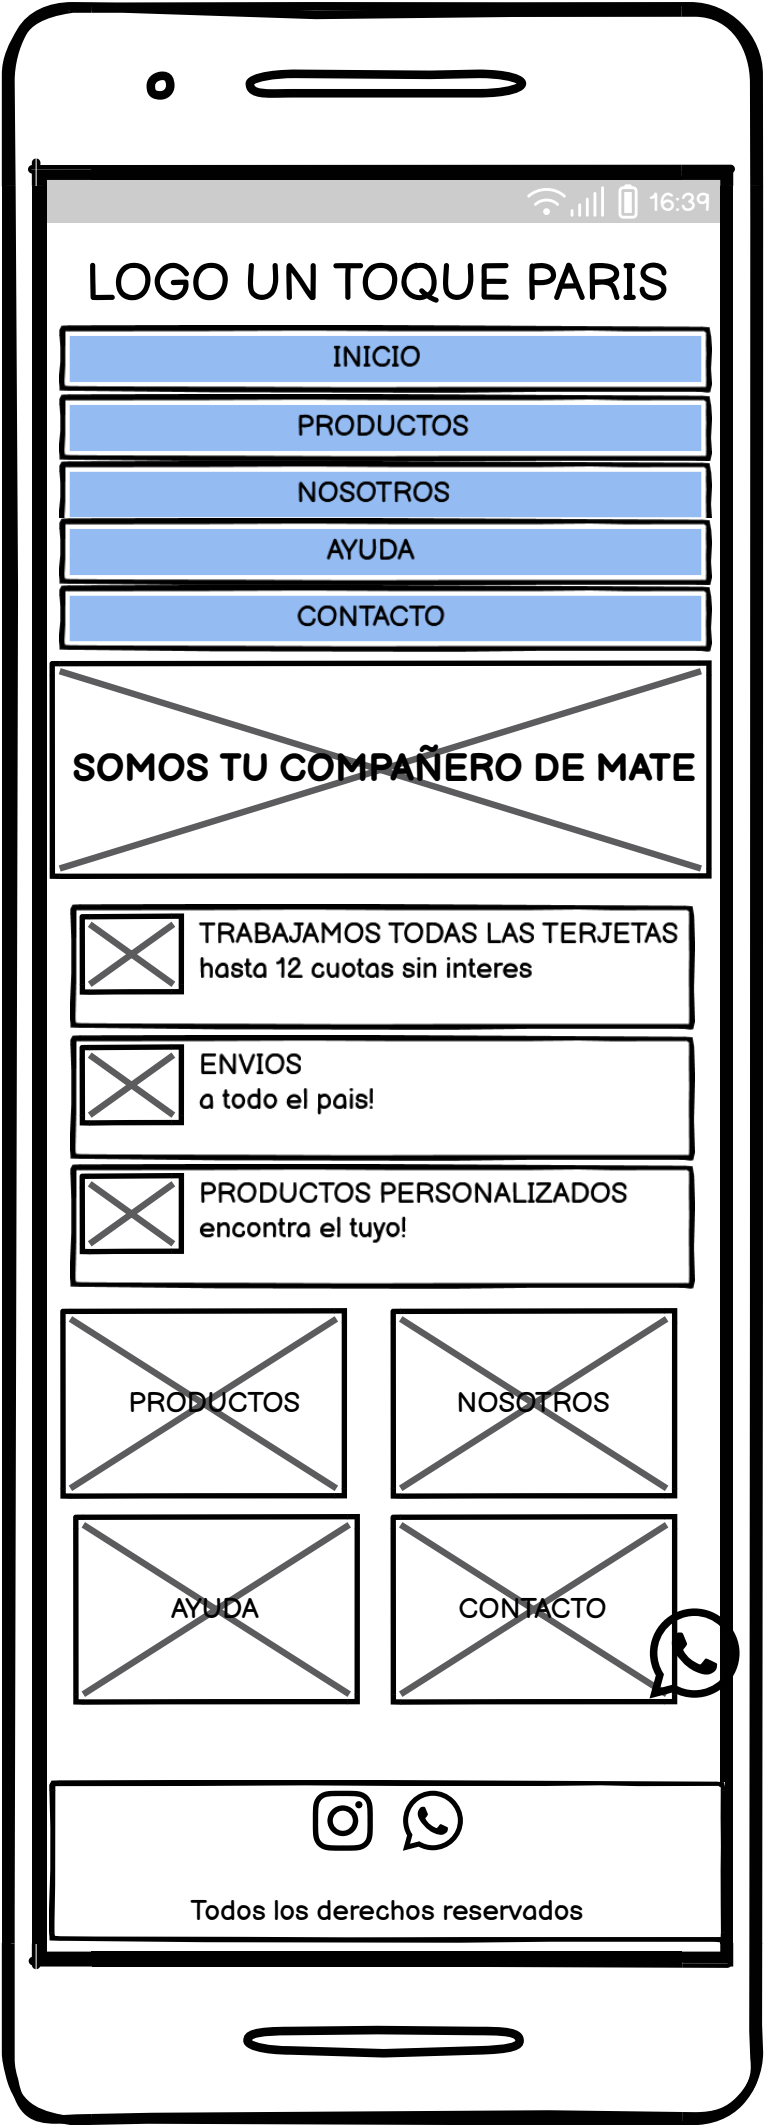 16:39
LOGO UN TOQUE PARIS
INICIO
PRODUCTOS
NOSOTROS
AYUDA
CONTACTO
SOMOS TU COMPAÑERO DE MATE
TRABAJAMOS TODAS LAS TERJETAS
hasta 12 cuotas sin interes
ENVIOS
a todo el pais!
PRODUCTOS PERSONALIZADOS
encontra el tuyo!
PRODUCTOS
NOSOTROS
AYUDA
CONTACTO
Todos los derechos reservados